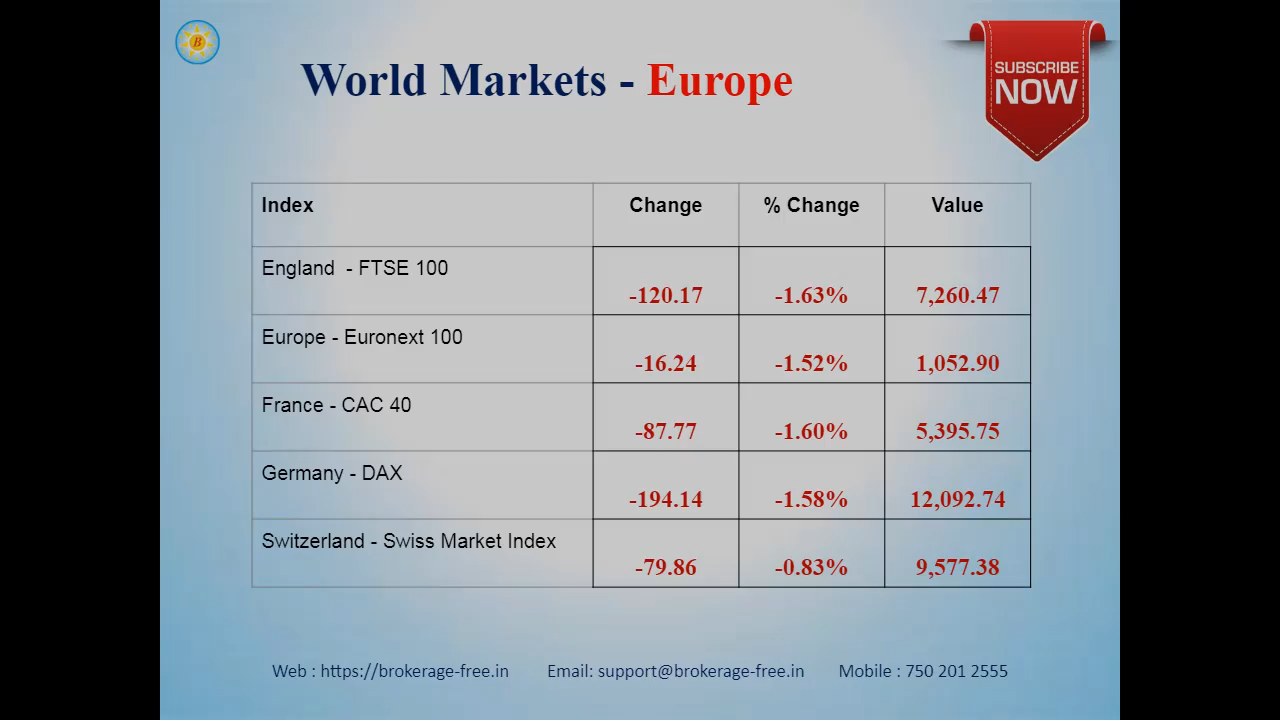 B
World Markets - Europe
SUBSCRIBE
NOW
Index Change % Change Value
England - FTSE 100 -120.17 -1.63% 7,260.47
Europe - Euronext 100 -16.24 -1.52% 1,052.90
France - CAC 40 -87.77 -1.60% 5,395.75
Germany - DAX -194.14 -1.58% 12,092.74
Switzerland - Swiss Market Index -79.86 -0.83% 9,577.38
Web : https://brokerage-free.in Email: support@brokerage-free.in Mobile : 750 201 2555